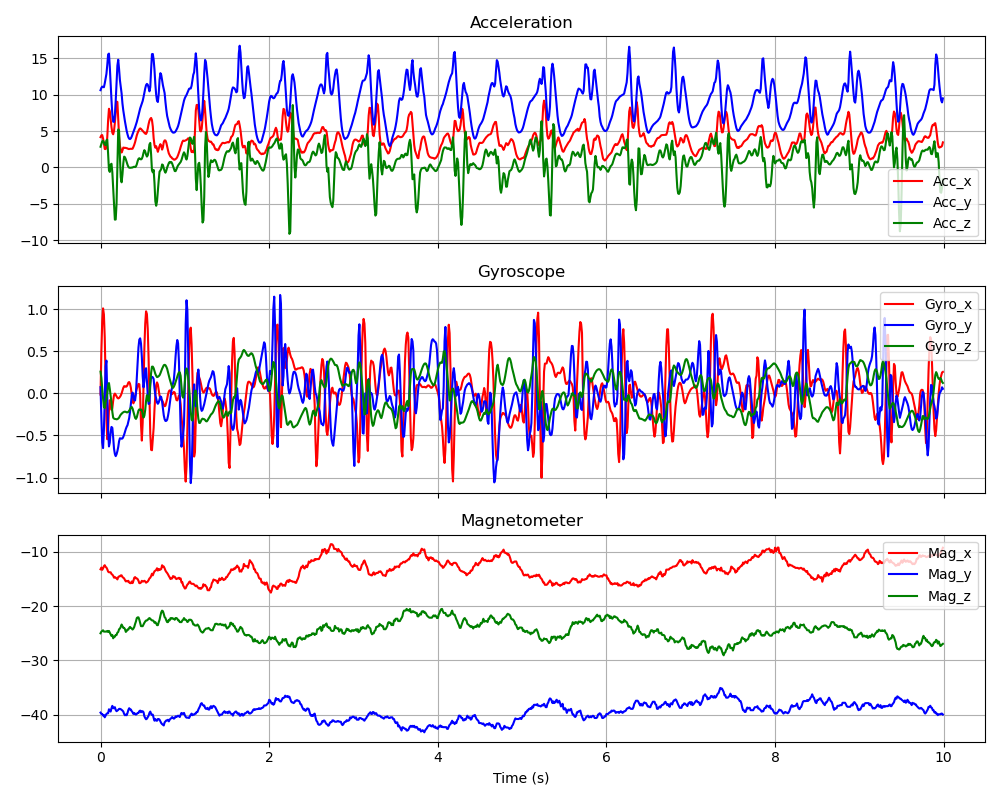 Acceleration
15
10
5
0
−5
−10
Acc_x
Acc_y
Acc_z
Gyroscope
1.0
0.5
0.0
−0.5
−1.0
Gyro_x
Gyro_y
Gyro_z
Magnetometer
−10
−20
−30
−40
Mag_x
Mag_y
Mag_z
0 2 4 6 8 10
Time (s)